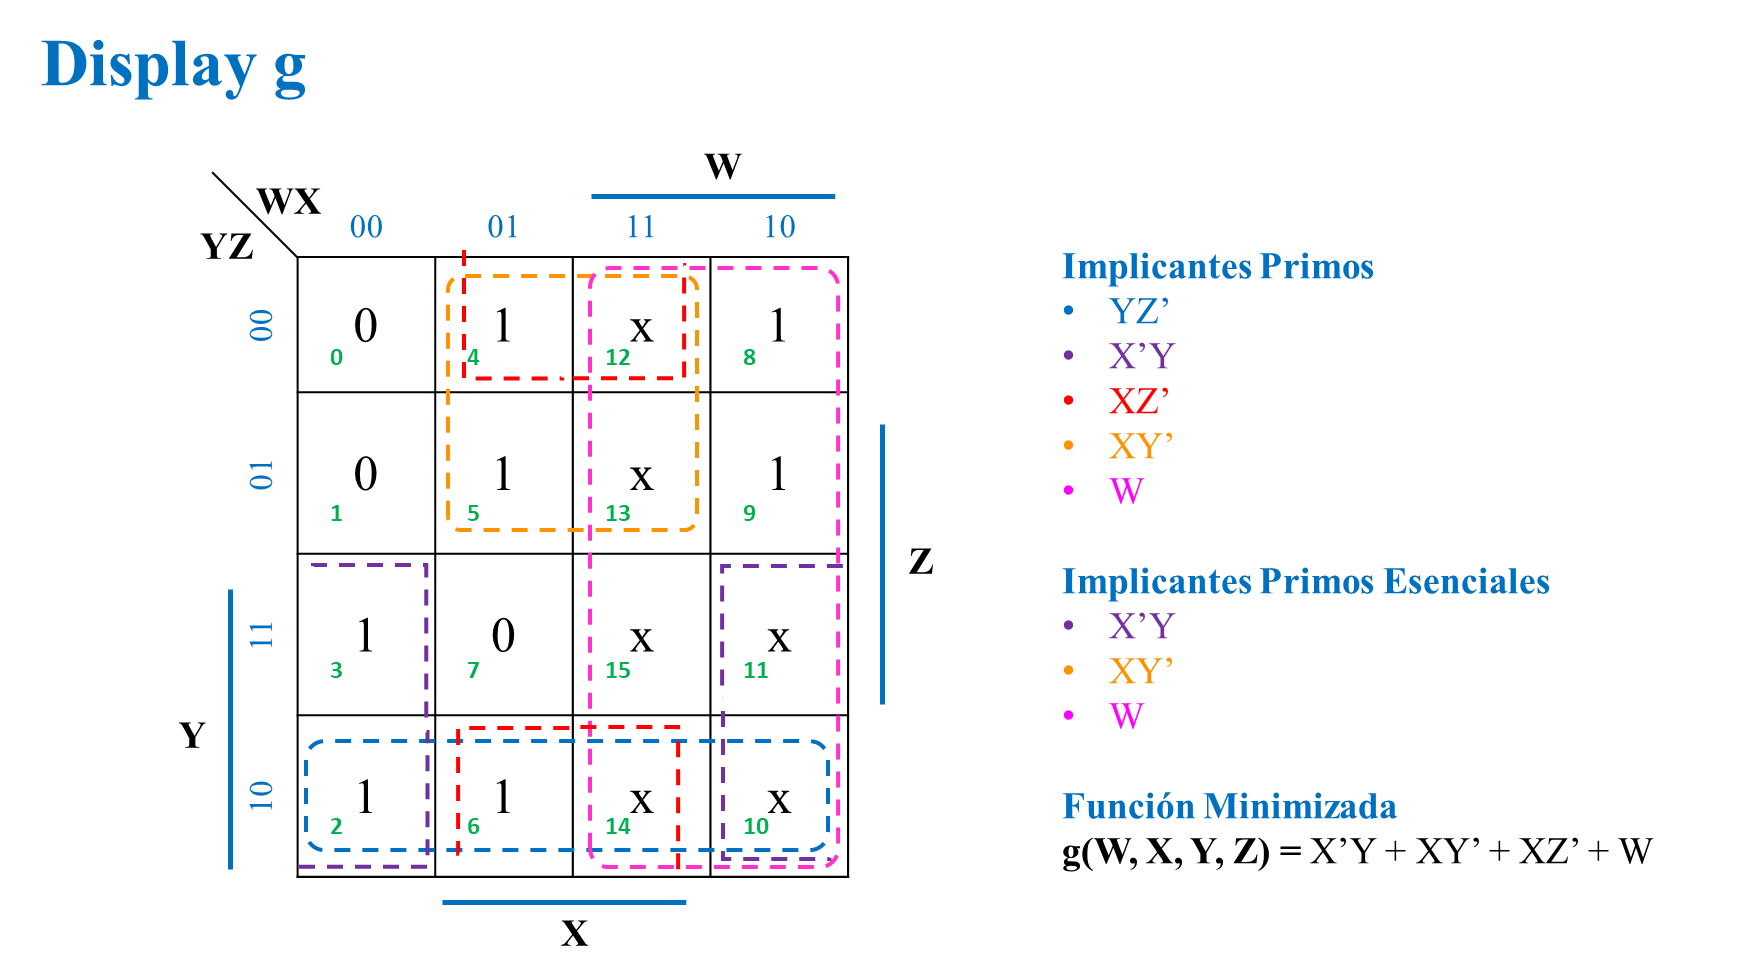 Display g
W
WX
YZ
00 01 11 10
00
0 1 x 1
0 4 12 8
01
0 1 x 1
1 5 13 9
Z
11
1 0 x x
3 7 15 11
Y
10
1 1 x x
2 6 14 10
X
Implicantes Primos
• YZ’
• X’Y
• XZ’
• XY’
• W
Implicantes Primos Esenciales
• X’Y
• XY’
• W
Función Minimizada
g(W, X, Y, Z) = X’Y + XY’ + XZ’ + W